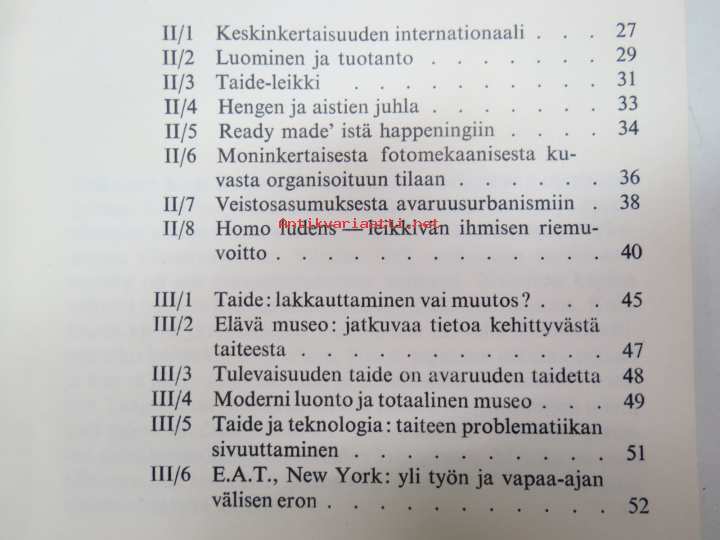 II/1 Keskinkertaisuuden internationaali . . . 27
II/2 Luominen ja tuotanto . . . . . . . 29
II/3 Taide-leikki . . . . . . . . . 31
II/4 Hengen ja aistien juhla . . . . . . . 33
II/5 Ready made' istä happeningiin . . . . 34
II/6 Moninkertaisesta fotomekaanisesta ku-
vasta organisoituun tilaan . . . . . . 36
II/7 Veistosasumuksesta avaruusurbanismiin . 38
Antikvariaatti.net
II/8 Homo ludens — leikkivän ihmisen riemu-
voitto . . . . . . . . . . . . . 40
III/1 Taide: lakkauttaminen vai muutos? . . . 45
III/2 Elävä museo: jatkuvaa tietoa kehittyvästä
taiteesta . . . . . . . . . . . . 47
III/3 Tulevaisuuden taide on avaruuden taidetta 48
III/4 Moderni luonto ja totaalinen museo . . . 49
III/5 Taide ja teknologia: taiteen problematiikan
sivuuttaminen . . . . . . . . . . 51
III/6 E.A.T., New York: yli työn ja vapaa-ajan
välisen eron . . . . . . . . . . . 52